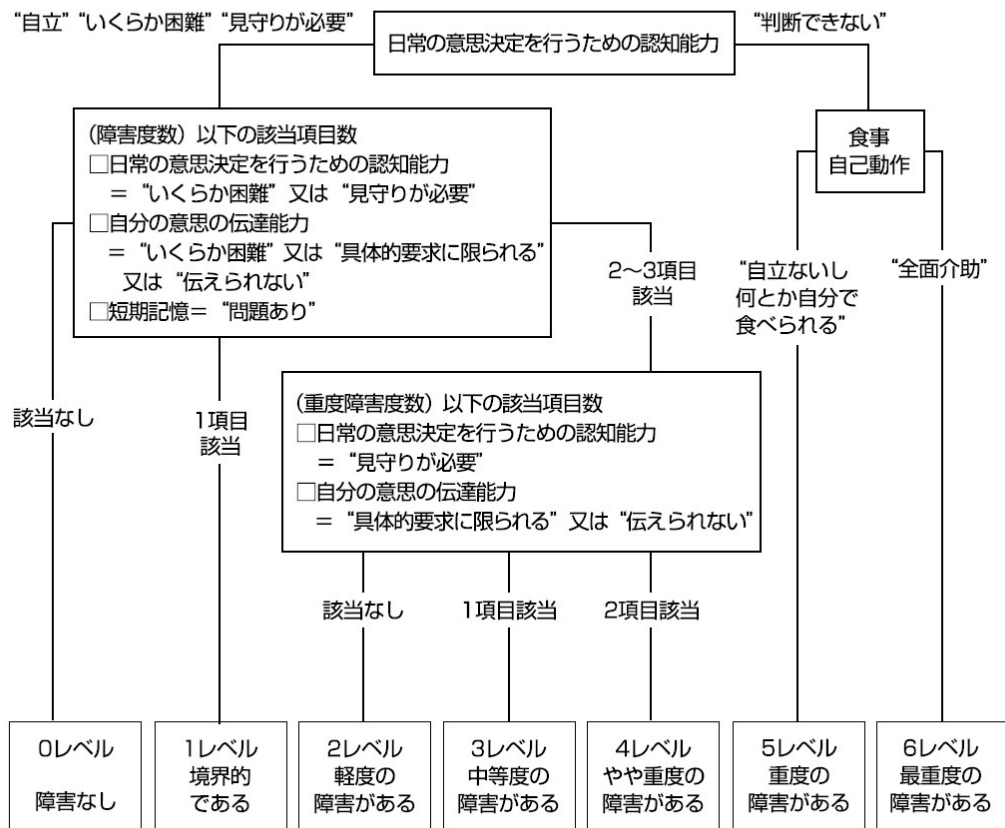 “自立” “いくらか困難” “見守りが必要”
日常の意思決定を行うための認知能力
“判断できない”
(障害度数) 以下の該当項目数
□日常の意思決定を行うための認知能力
= “いくらか困難” 又は “見守りが必要”
□自分の意思の伝達能力
= “いくらか困難” 又は “具体的要求に限られる”
又は “伝えられない”
□短期記憶= “問題あり”
食事
自己動作
2〜3項目
該当
“自立ないし
何とか自分で
食べられる”
“全面介助”
該当なし
1項目
該当
(重度障害度数) 以下の該当項目数
□日常の意思決定を行うための認知能力
= “見守りが必要”
□自分の意思の伝達能力
= “具体的要求に限られる” 又は “伝えられない”
該当なし
1項目該当
2項目該当
0レベル
障害なし
1レベル
境界的
である
2レベル
軽度の
障害がある
3レベル
中等度の
障害がある
4レベル
やや重度の
障害がある
5レベル
重度の
障害がある
6レベル
最重度の
障害がある